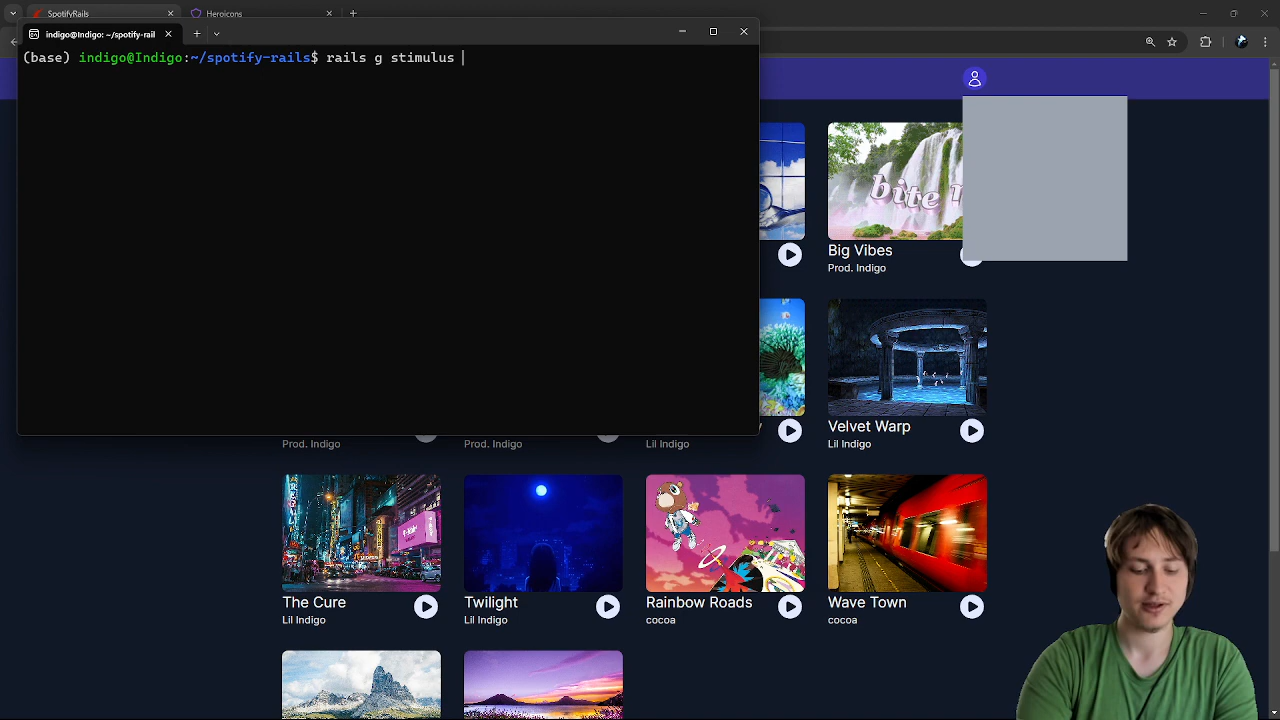 SpotifyRails
Heroicons
indigo@Indigo: ~/spotify-rail
(base) indigo@Indigo:~/spotify-rails$ rails g stimulus
bite
Big Vibes
Prod. Indigo
Velvet Warp
Lil Indigo
Prod. Indigo
Prod. Indigo
Lil Indigo
The Cure
Lil Indigo
Twilight
Lil Indigo
Rainbow Roads
cocoa
Wave Town
cocoa